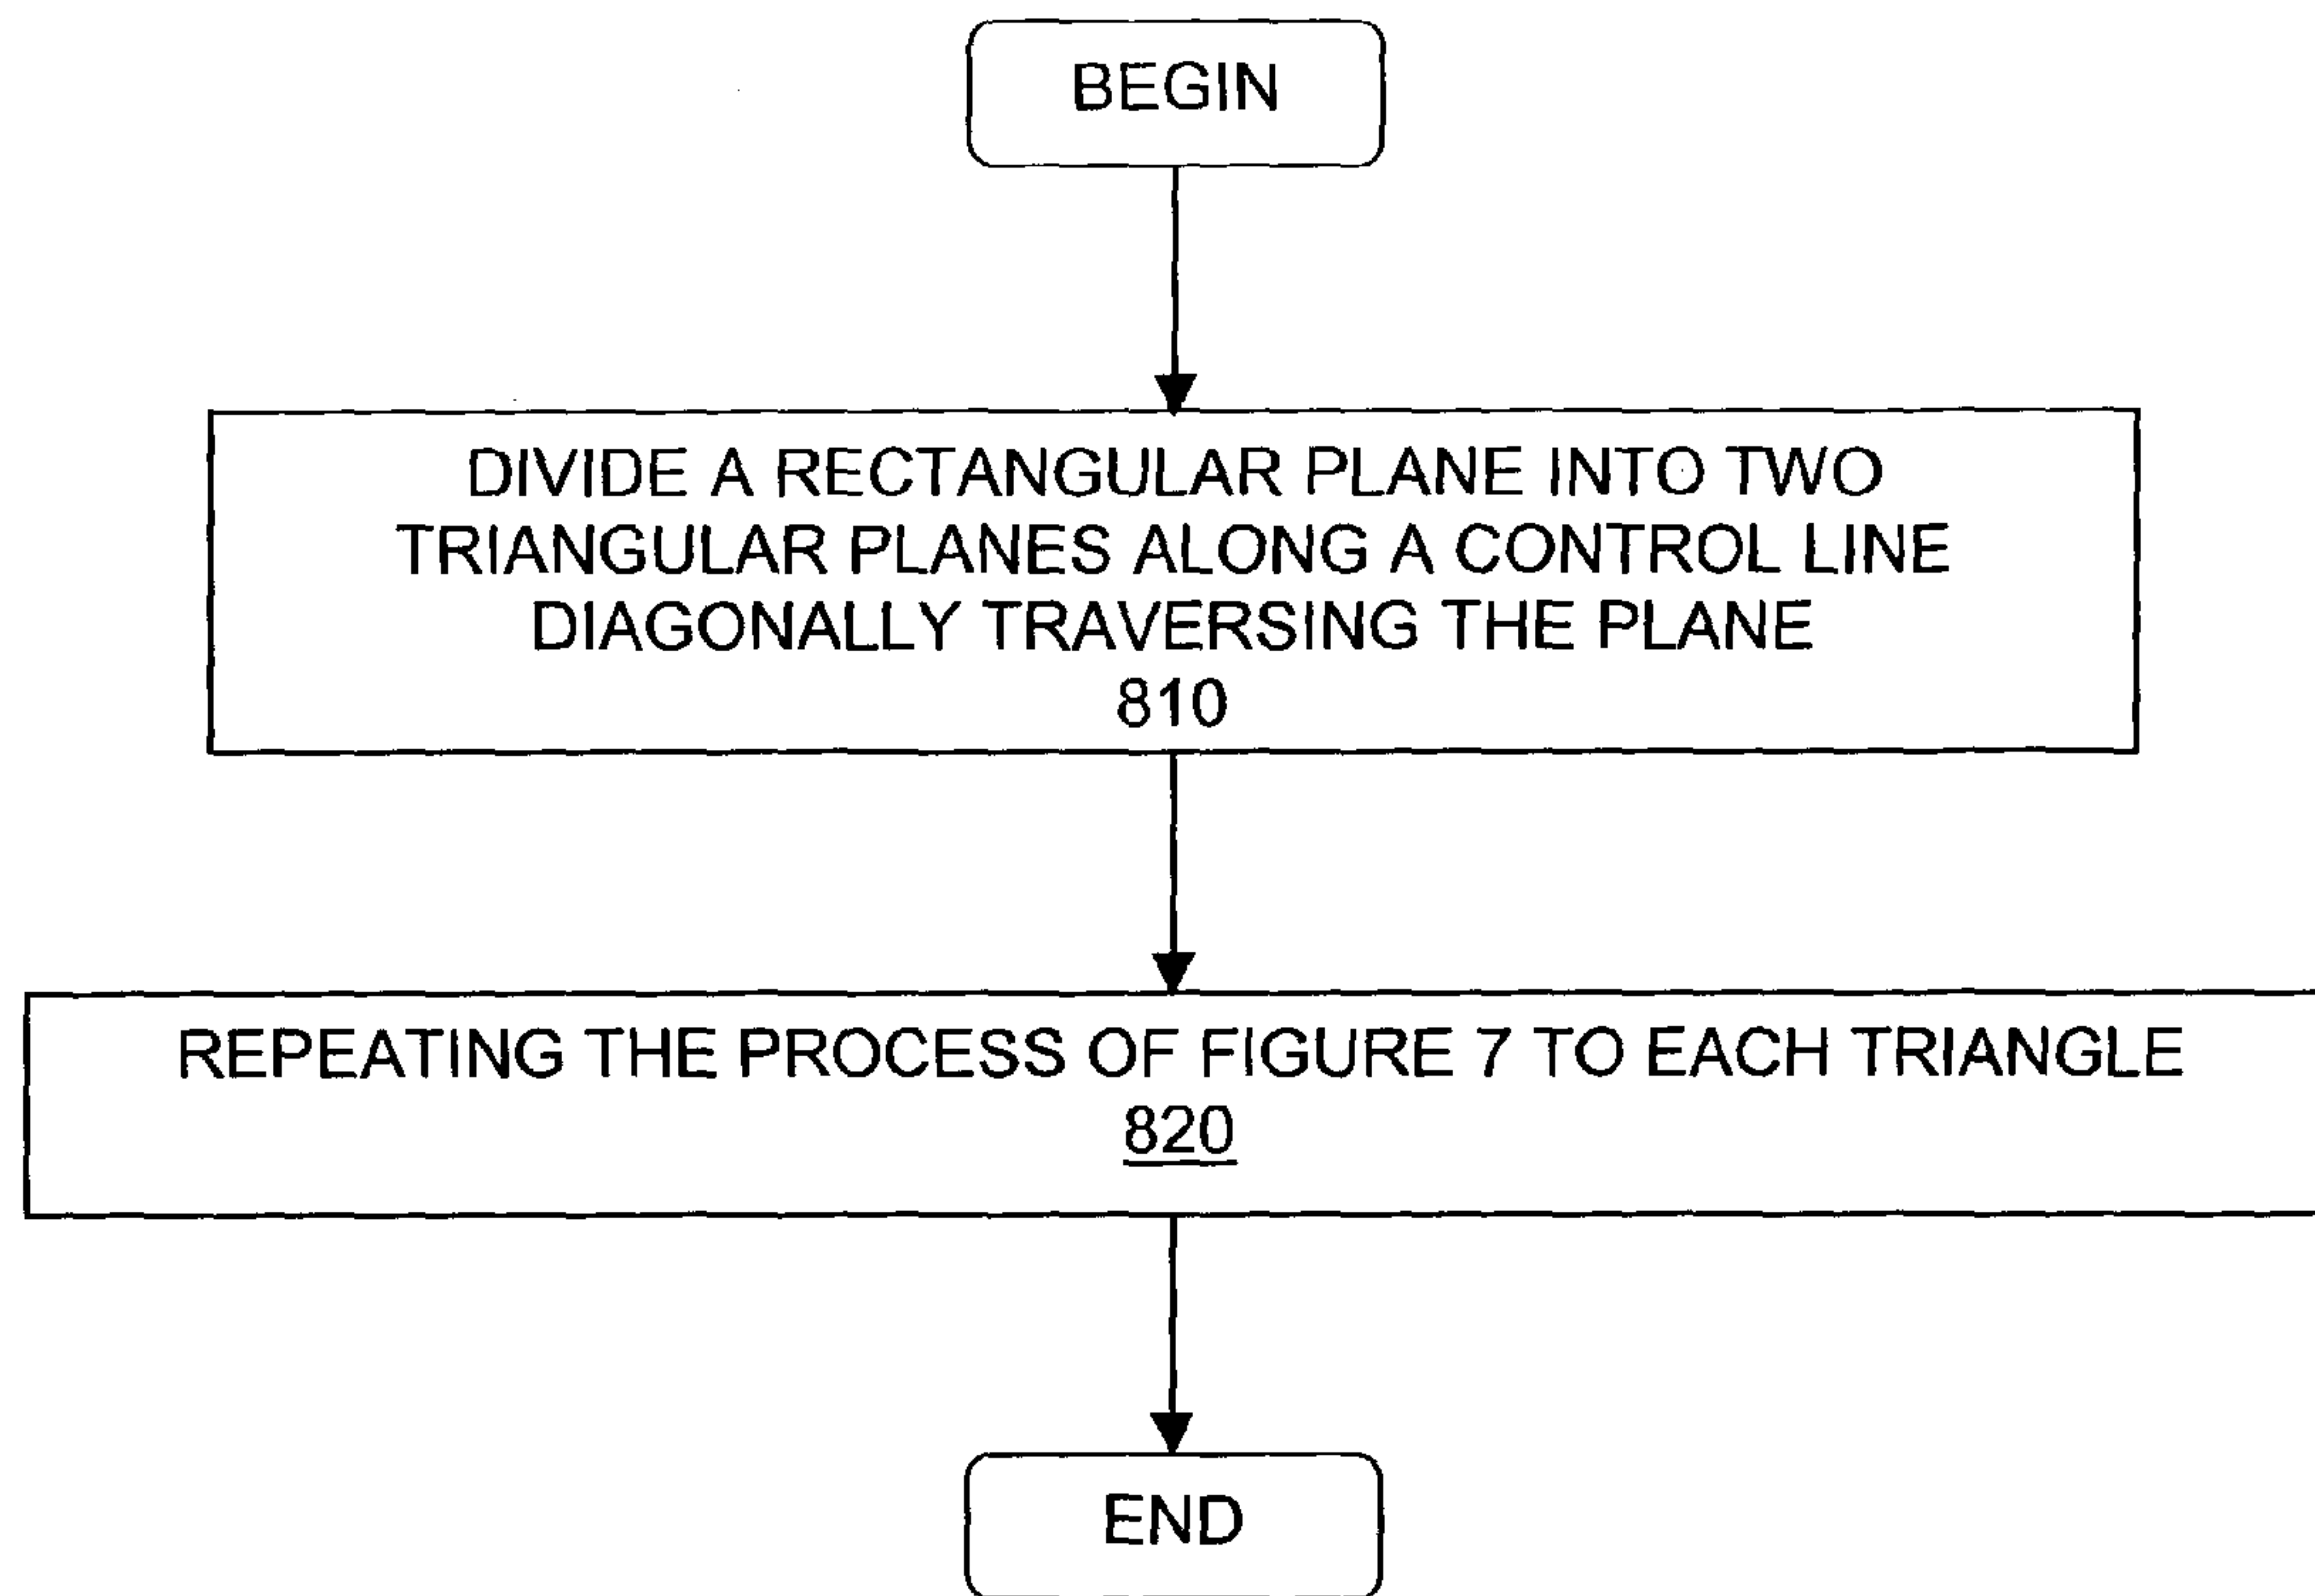 BEGIN
DIVIDE A RECTANGULAR PLANE INTO TWO
TRIANGULAR PLANES ALONG A CONTROL LINE
DIAGONALLY TRAVERSING THE PLANE
810
REPEATING THE PROCESS OF FIGURE 7 TO EACH TRIANGLE
820
END